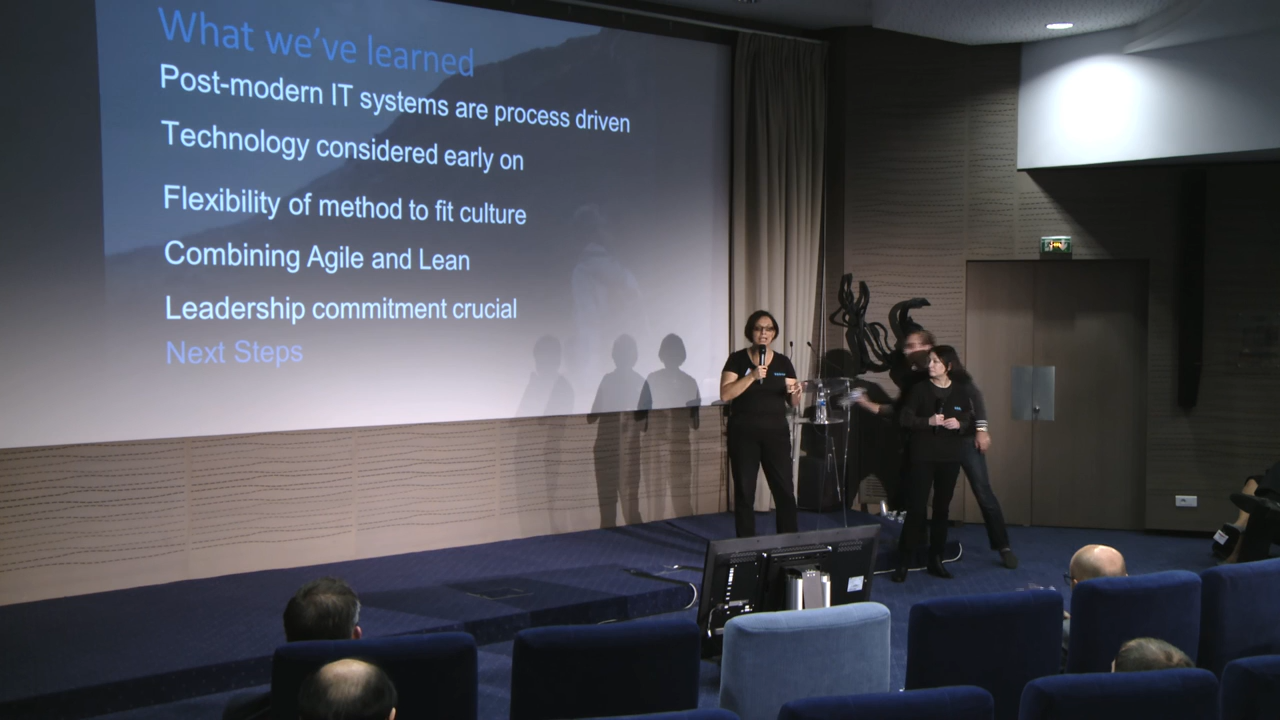 What we've learned
Post-modern IT systems are process driven
Technology considered early on
Flexibility of method to fit culture
Combining Agile and Lean
Leadership commitment crucial
Next Steps